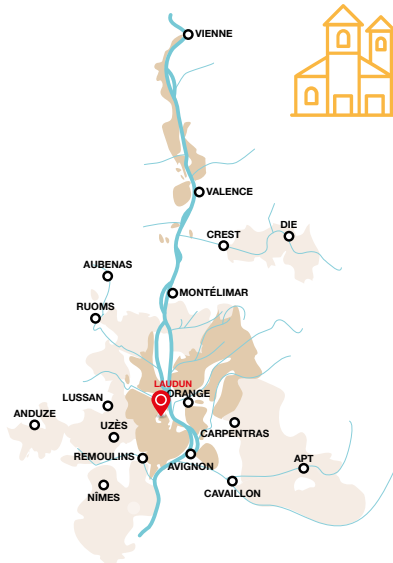 VIENNE
VALENCE
DIE
CREST
AUBENAS
MONTÉLIMAR
RUOMS
LAUDUN
ORANGE
LUSSAN
ANDUZE
UZÈS
CARPENTRAS
REMOULINS
AVIGNON
APT
NÎMES
CAVAILLON